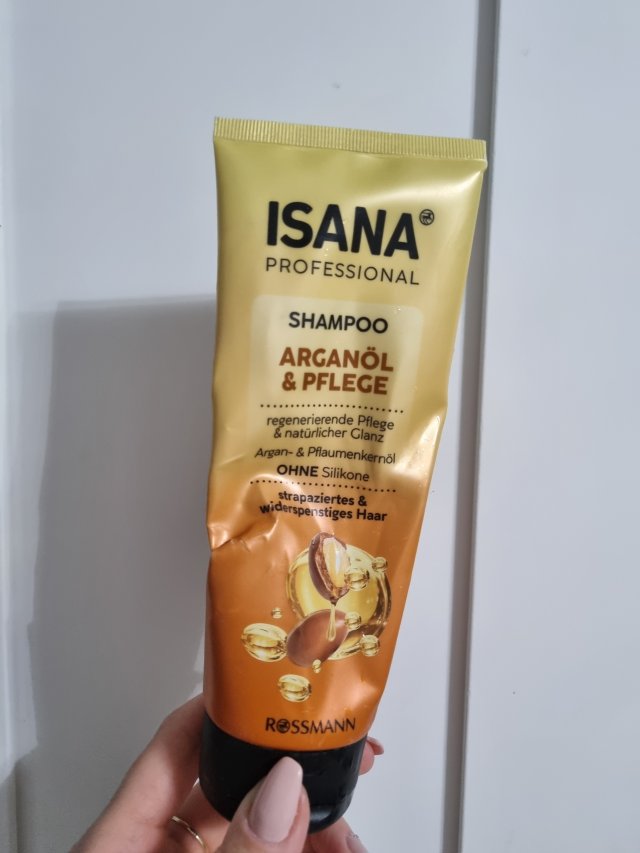 ISANA
PROFESSIONAL
SHAMPOO
ARGANÖL
& PFLEGE
regenerierende Pflege
& natürlicher Glanz
Argan- & Pflaumenkernöl
OHNE Silikone
strapaziertes &
widerspenstiges Haar
ROSSMANN